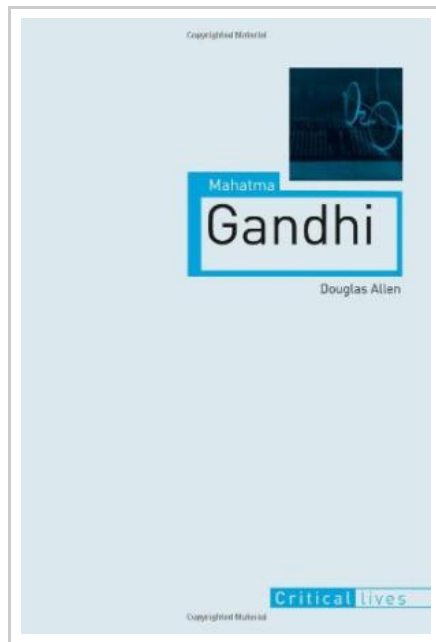 Copyrighted Material
Mahatma
Gandhi
Douglas Allen
Critical lives
Copyrighted Material